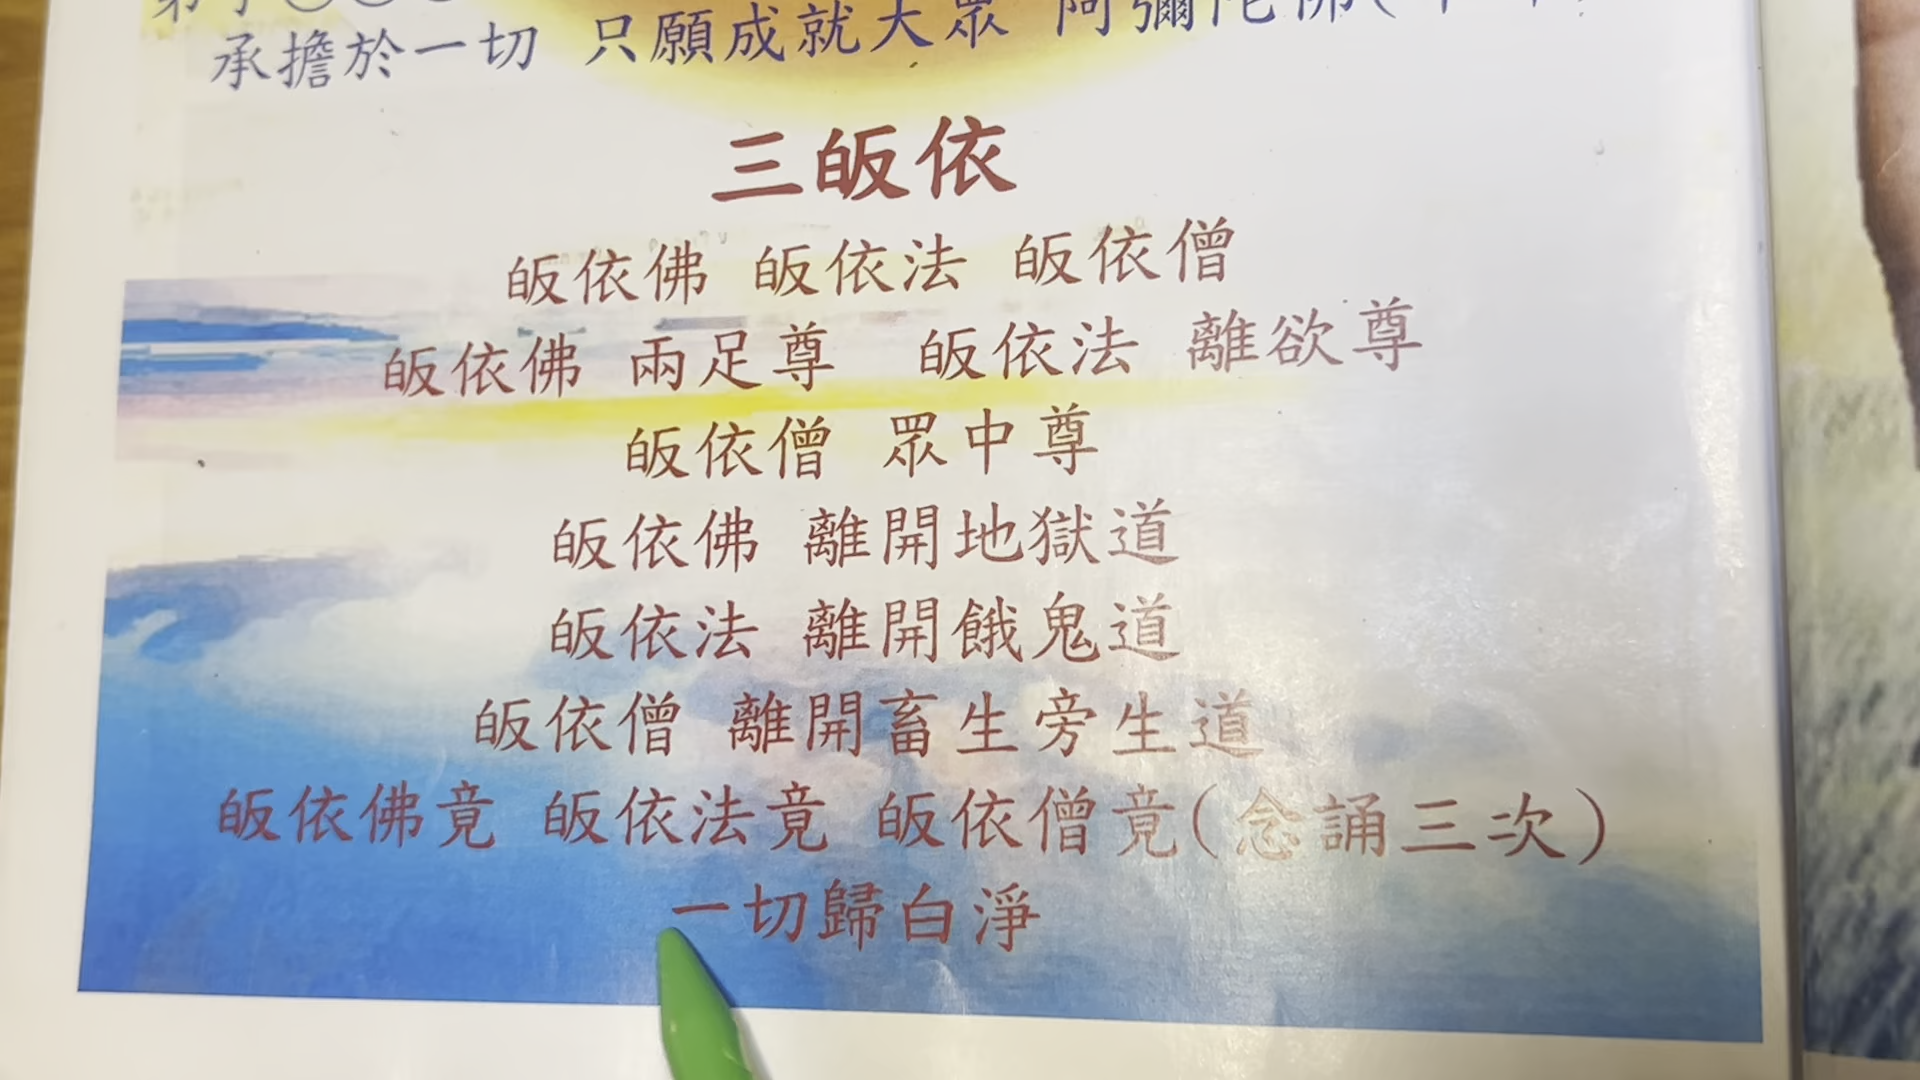 承擔於一切 只願成就大眾 阿彌陀佛(
三皈依
皈依佛 皈依法 皈依僧
皈依佛 兩足尊 皈依法 離欲尊
皈依僧 眾中尊
皈依佛 離開地獄道
皈依法 離開餓鬼道
皈依僧 離開畜生旁生道
皈依佛竟 皈依法竟 皈依僧竟(念誦三次)
一切歸白淨